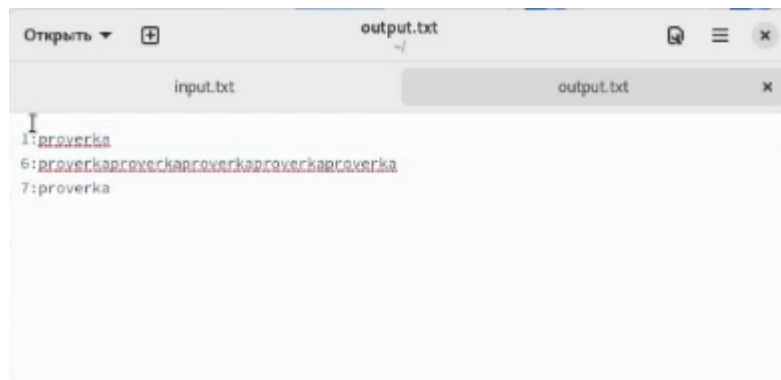 Открыть
output.txt
~/
input.txt
output.txt
1:proverka
6:proverkaproverkaproverkaproverkaproverka
7:proverka